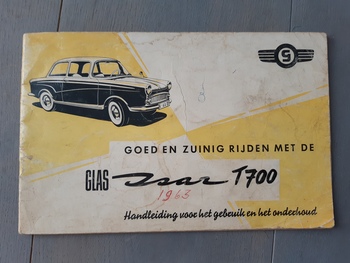 G
GOED EN ZUINIG RIJDEN MET DE
GLAS Isar T700
1963
Handleiding voor het gebruik en het onderhoud